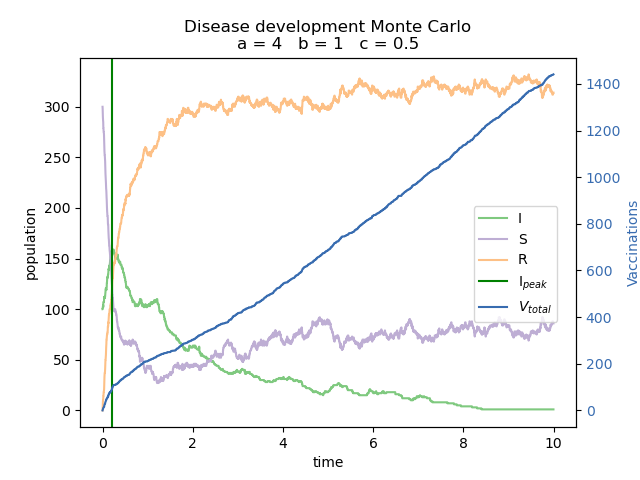 Disease development Monte Carlo
a = 4 b = 1 c = 0.5
population
300
250
200
150
100
50
0
0 2 4 6 8 10
time
1400
1200
1000
800
600
400
200
0
Vaccinations
I
S
R
I_peak
V_total